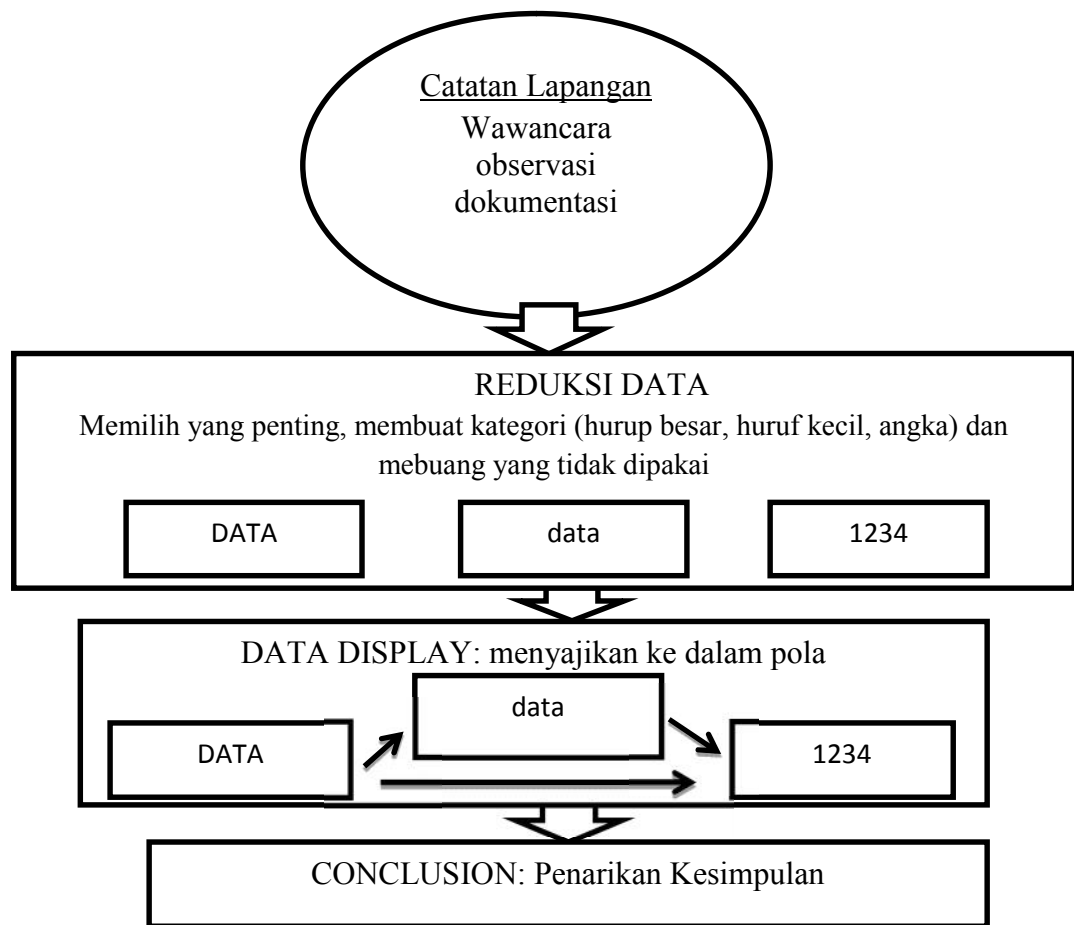 Catatan Lapangan
Wawancara
observasi
dokumentasi
REDUKSI DATA
Memilih yang penting, membuat kategori (hurup besar, huruf kecil, angka) dan
mebuang yang tidak dipakai
DATA
data
1234
DATA DISPLAY: menyajikan ke dalam pola
data
DATA
1234
CONCLUSION: Penarikan Kesimpulan